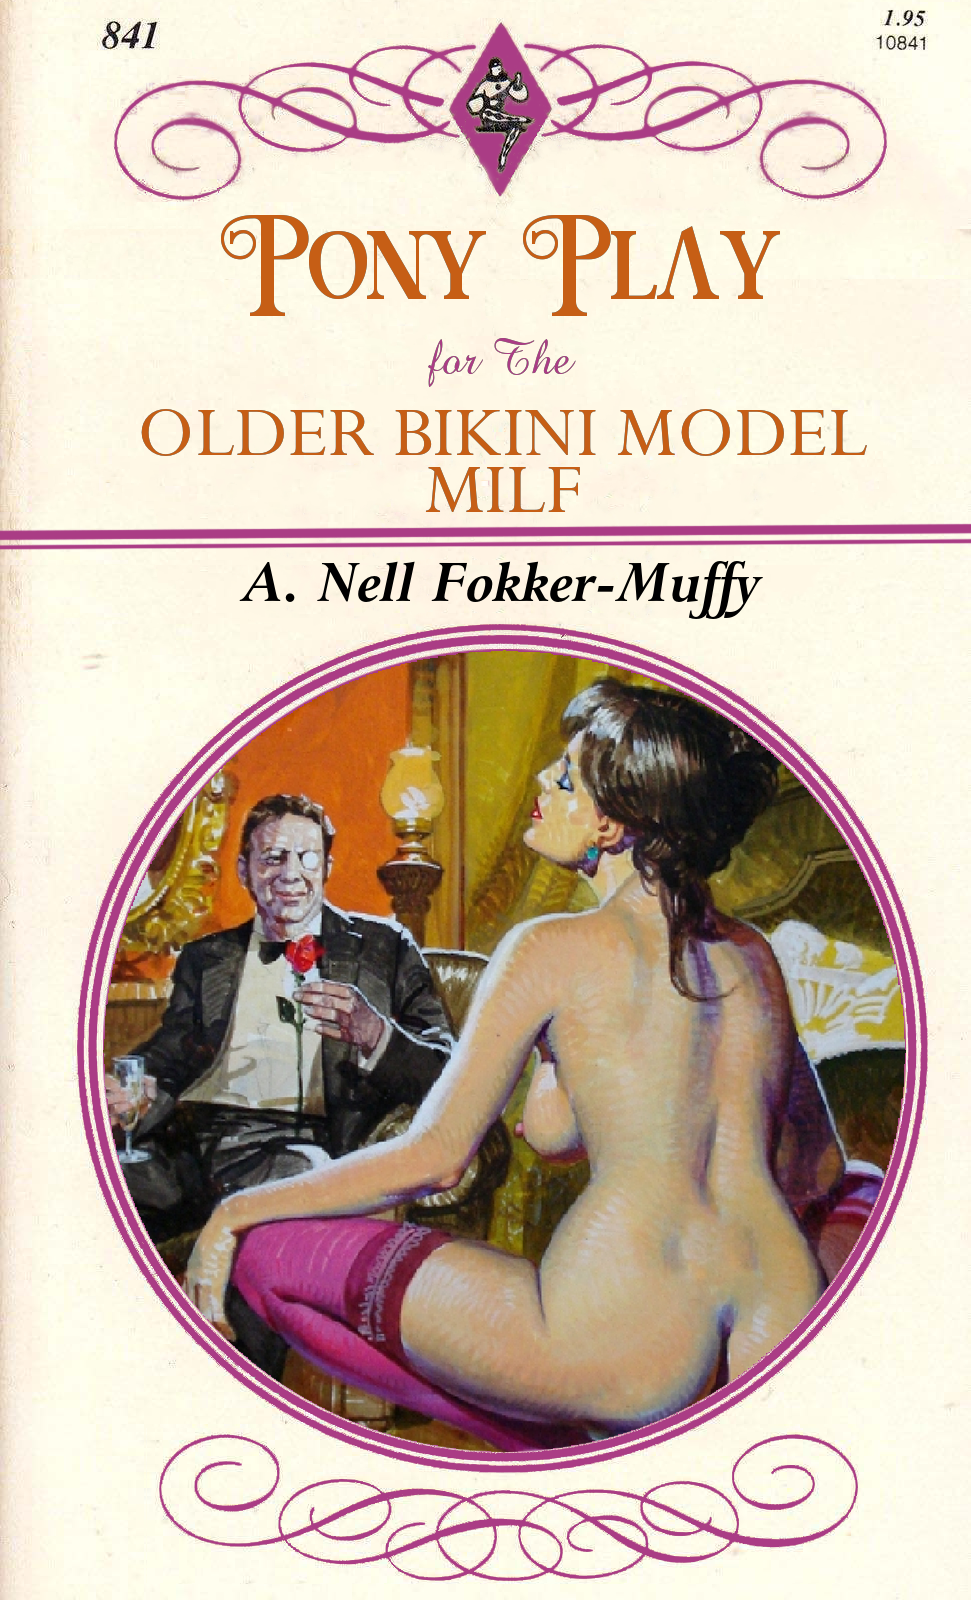 841
1.95
10841
PONY PLAY
for The
OLDER BIKINI MODEL
MILF
A. Nell Fokker-Muffy